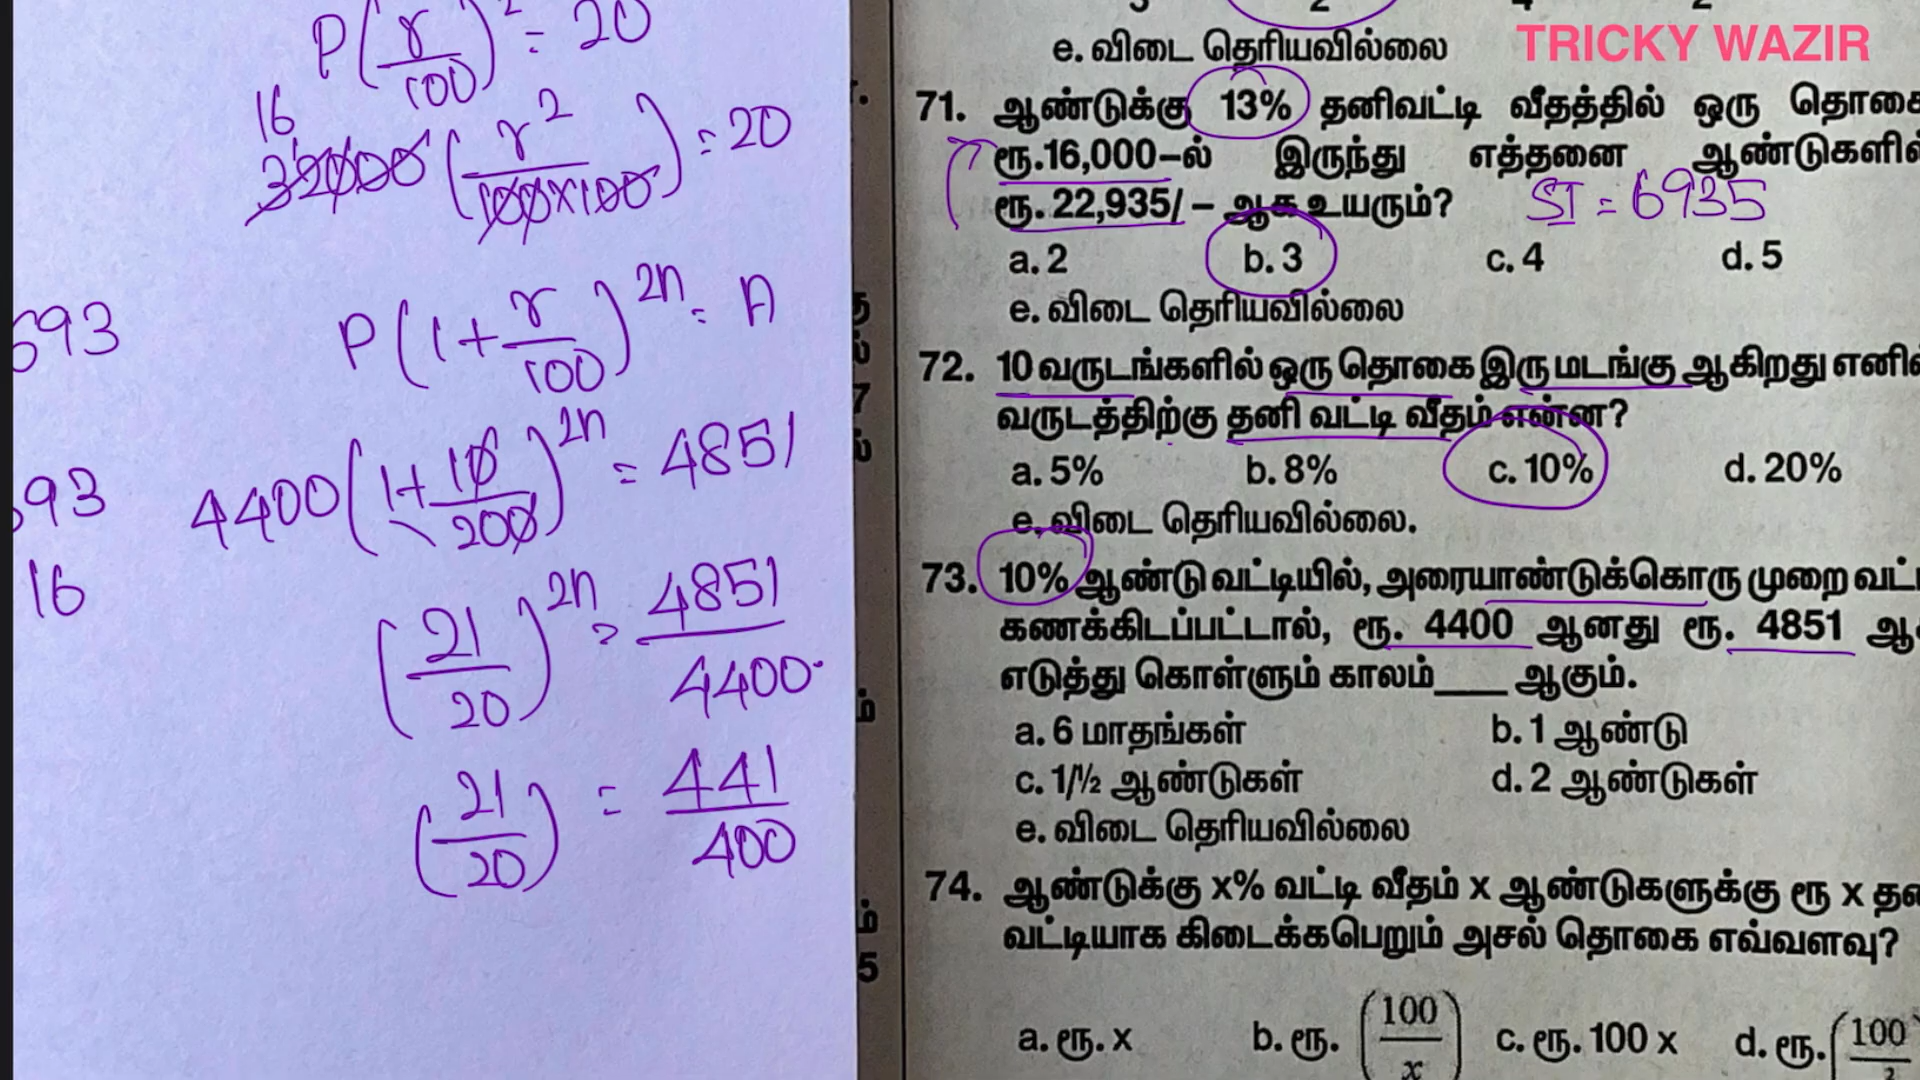 P(r/100)² = 20
16
32000(r²/100×100) = 20
693
P(1+r/100)²ⁿ = A
93
4400(1+10/200)²ⁿ = 4851
16
(21/20)²ⁿ = 4851/4400
(21/20) = 441/400
TRICKY WAZIR
e. விடை தெரியவில்லை
71. ஆண்டுக்கு 13% தனிவட்டி வீதத்தில் ஒரு தொகை
ரூ.16,000–ல் இருந்து எத்தனை ஆண்டுகளில்
ரூ. 22,935/– ஆக உயரும்? SI = 6935
a. 2 b. 3 c. 4 d. 5
e. விடை தெரியவில்லை
72. 10 வருடங்களில் ஒரு தொகை இரு மடங்கு ஆகிறது எனில்
வருடத்திற்கு தனி வட்டி வீதம் என்ன?
a. 5% b. 8% c. 10% d. 20%
e. விடை தெரியவில்லை.
73. 10% ஆண்டு வட்டியில், அரையாண்டுக்கொரு முறை
கணக்கிடப்பட்டால், ரூ. 4400 ஆனது ரூ. 4851
எடுத்து கொள்ளும் காலம்____ ஆகும்.
a. 6 மாதங்கள் b. 1 ஆண்டு
c. 1/½ ஆண்டுகள் d. 2 ஆண்டுகள்
e. விடை தெரியவில்லை
74. ஆண்டுக்கு x% வட்டி வீதம் x ஆண்டுகளுக்கு ரூ x
வட்டியாக கிடைக்கபெறும் அசல் தொகை எவ்வளவு?
a. ரூ. x b. ரூ. (100/x) c. ரூ. 100 x d. ரூ. (100